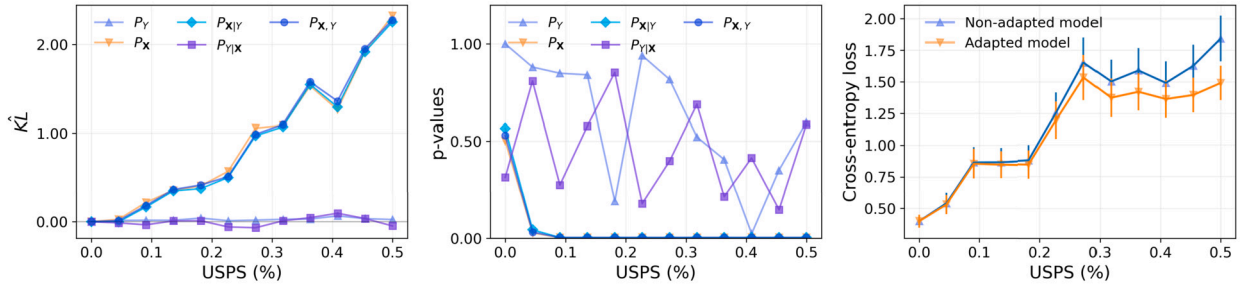 2.00
1.00
0.00
K̂L
P_Y
P_X
P_X|Y
P_Y|X
P_X,Y
0.0 0.1 0.2 0.3 0.4 0.5
USPS (%)
1.00
0.50
0.00
p-values
P_Y
P_X
P_X|Y
P_Y|X
P_X,Y
0.0 0.1 0.2 0.3 0.4 0.5
USPS (%)
2.00
1.75
1.50
1.25
1.00
0.75
0.50
Cross-entropy loss
Non-adapted model
Adapted model
0.0 0.1 0.2 0.3 0.4 0.5
USPS (%)